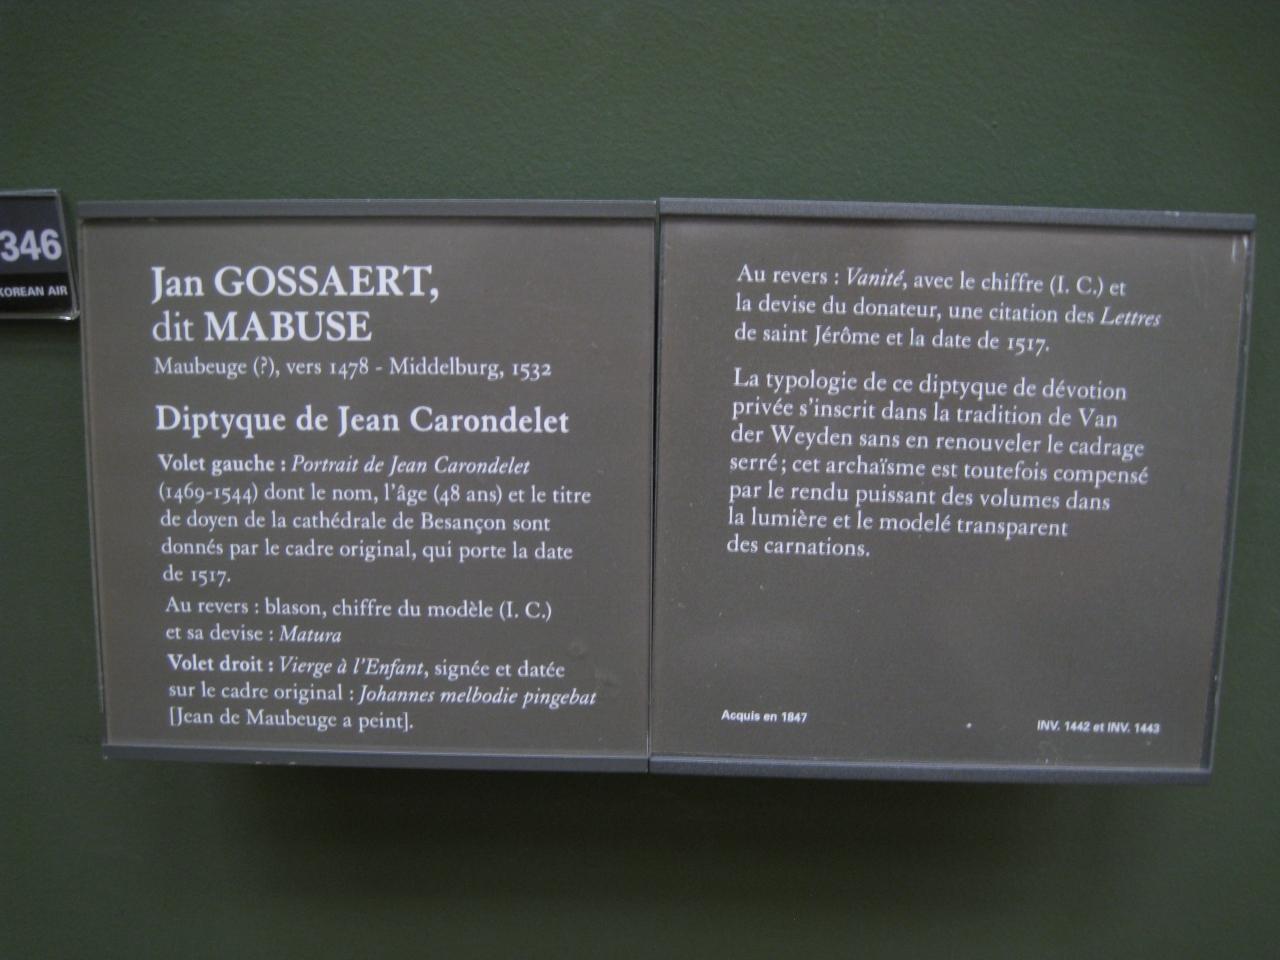 346
KOREAN AIR
Jan GOSSAERT,
dit MABUSE
Maubeuge (?), vers 1478 - Middelburg, 1532
Diptyque de Jean Carondelet
Volet gauche : Portrait de Jean Carondelet
(1469-1544) dont le nom, l'âge (48 ans) et le titre
de doyen de la cathédrale de Besançon sont
donnés par le cadre original, qui porte la date
de 1517.
Au revers : blason, chiffre du modèle (I. C.)
et sa devise : Matura
Volet droit : Vierge à l'Enfant, signée et datée
sur le cadre original : Johannes melbodie pingebat
[Jean de Maubeuge a peint].
Au revers : Vanité, avec le chiffre (I. C.) et
la devise du donateur, une citation des Lettres
de saint Jérôme et la date de 1517.
La typologie de ce diptyque de dévotion
privée s'inscrit dans la tradition de Van
der Weyden sans en renouveler le cadrage
serré ; cet archaïsme est toutefois compensé
par le rendu puissant des volumes dans
la lumière et le modelé transparent
des carnations.
Acquis en 1847
INV. 1442 et INV. 1443